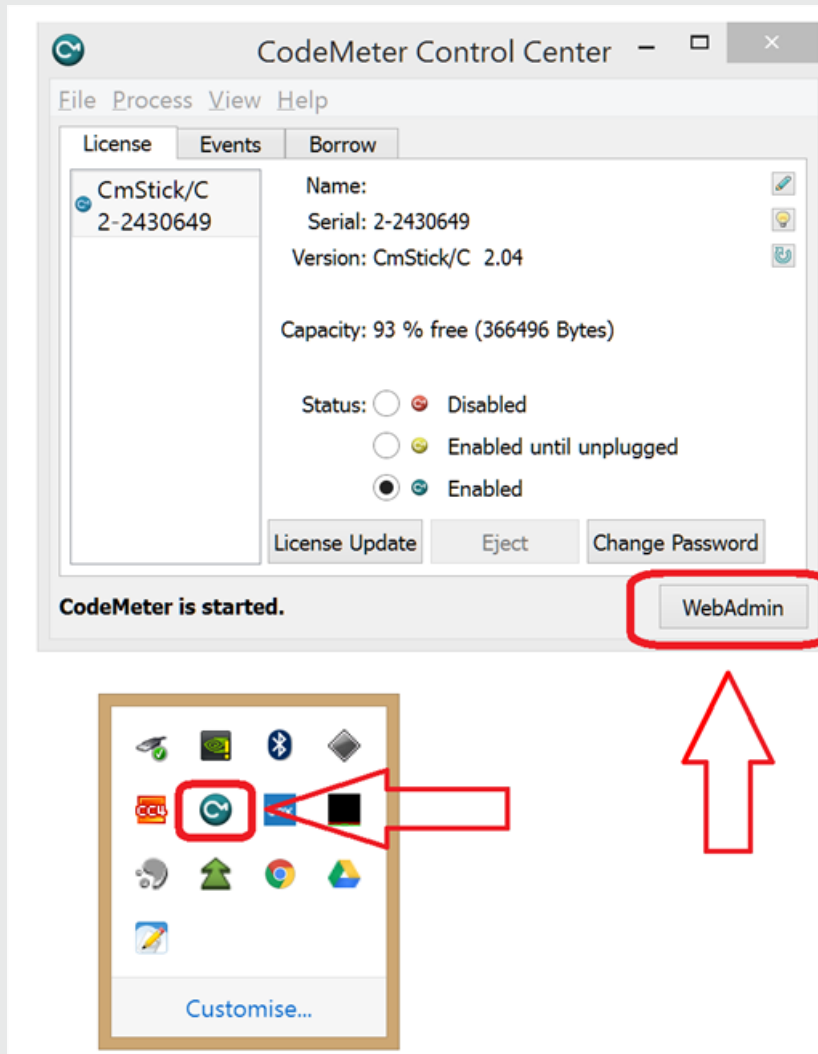 CodeMeter Control Center
File Process View Help
License Events Borrow
CmStick/C
2-2430649
Name:
Serial: 2-2430649
Version: CmStick/C 2.04
Capacity: 93 % free (366496 Bytes)
Status: Disabled
Enabled until unplugged
Enabled
License Update Eject Change Password
CodeMeter is started. WebAdmin
CC4
Customise...